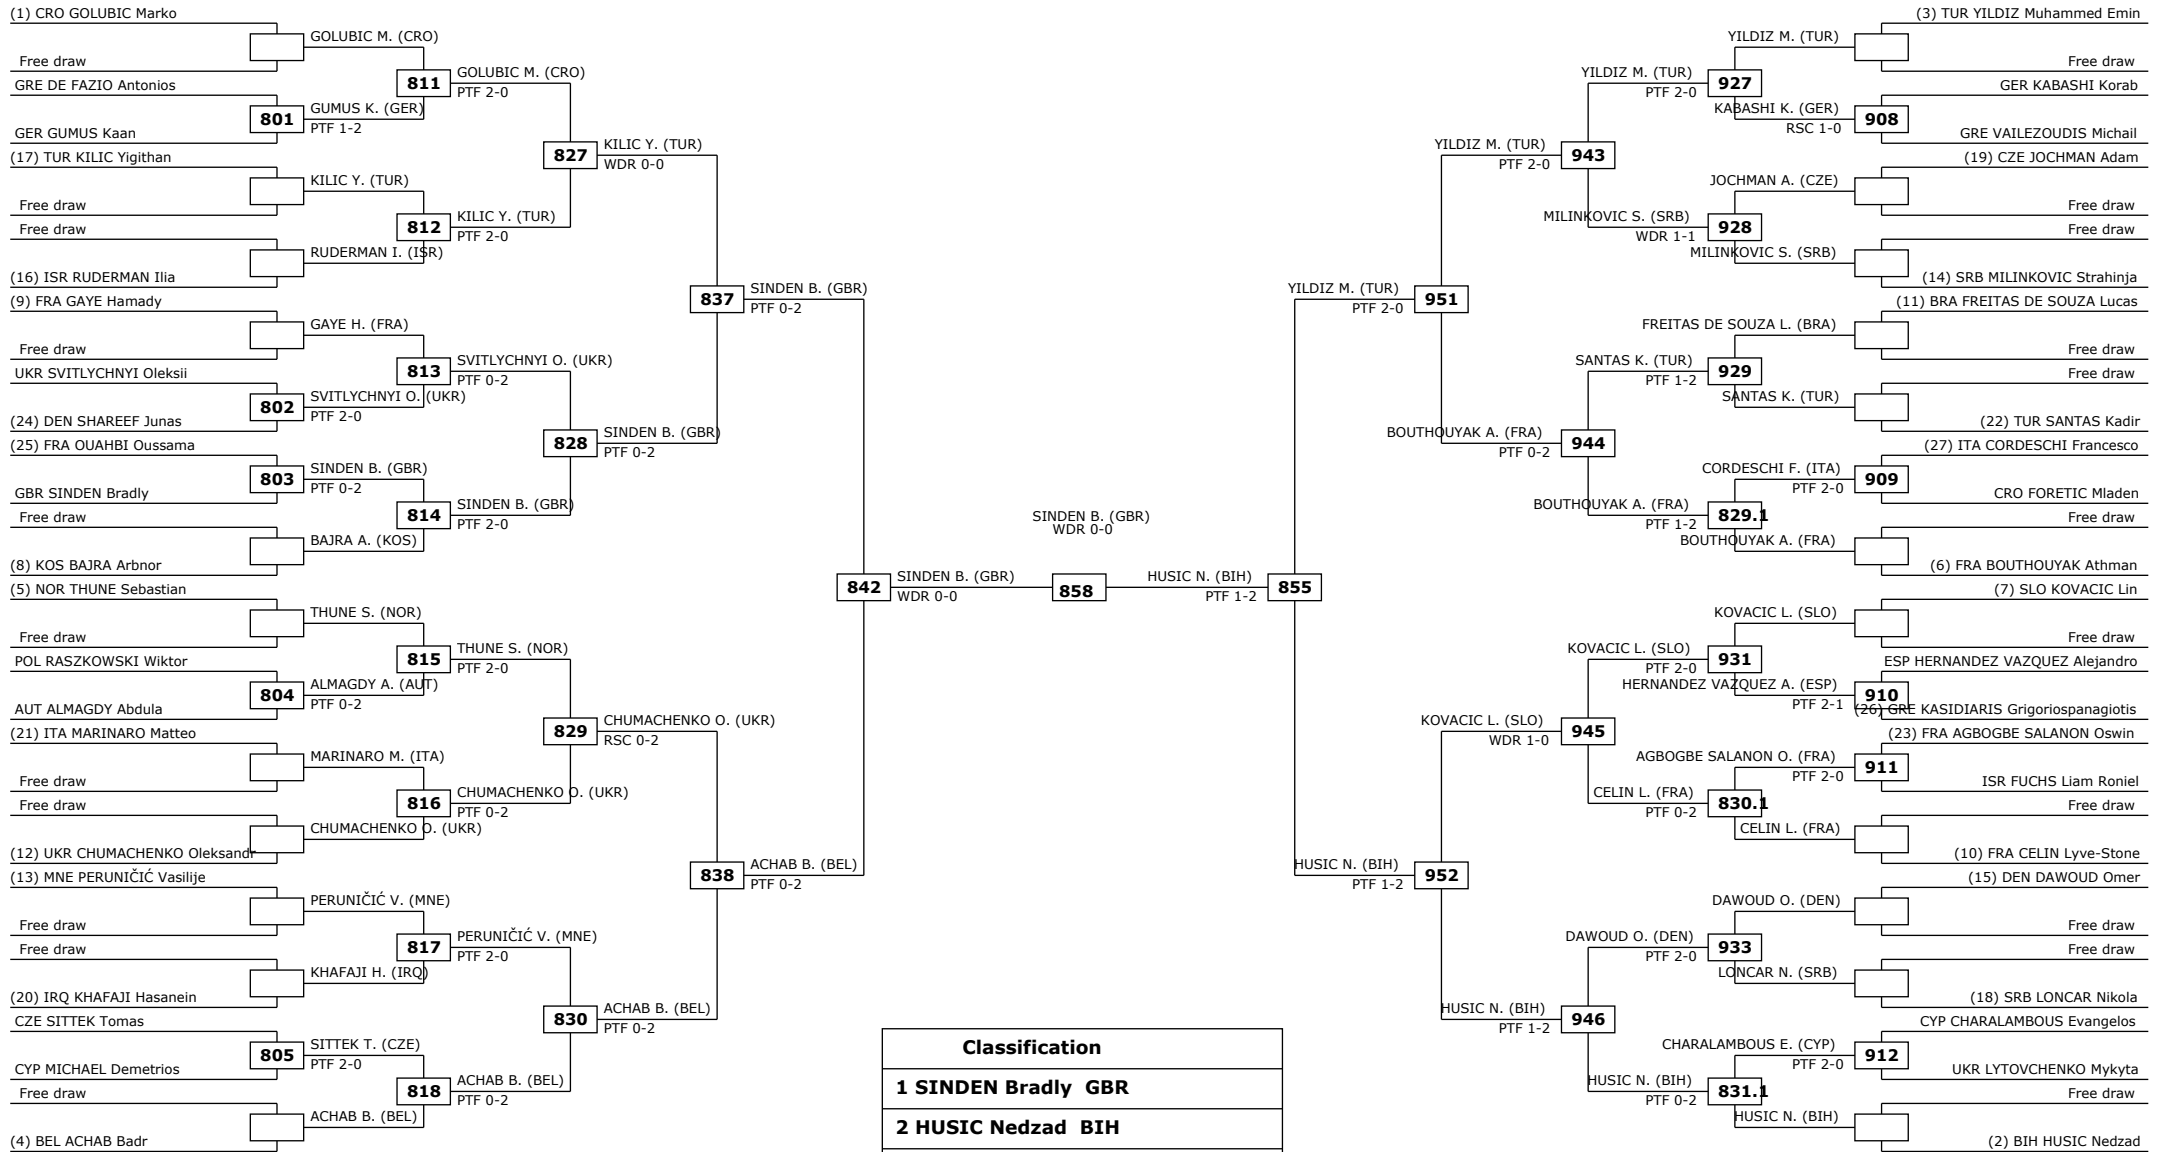 (1) CRO GOLUBIC Marko
Free draw
GRE DE FAZIO Antonios
GER GUMUS Kaan
(17) TUR KILIC Yigithan
Free draw
Free draw
(16) ISR RUDERMAN Ilia
(9) FRA GAYE Hamady
Free draw
UKR SVITLYCHNYI Oleksii
(24) DEN SHAREEF Junas
(25) FRA OUAHBI Oussama
GBR SINDEN Bradly
Free draw
(8) KOS BAJRA Arbnor
(5) NOR THUNE Sebastian
Free draw
POL RASZKOWSKI Wiktor
AUT ALMAGDY Abdula
(21) ITA MARINARO Matteo
Free draw
Free draw
(12) UKR CHUMACHENKO Oleksandr
(13) MNE PERUNIČIĆ Vasilije
Free draw
Free draw
(20) IRQ KHAFAJI Hasanein
CZE SITTEK Tomas
CYP MICHAEL Demetrios
Free draw
(4) BEL ACHAB Badr
GOLUBIC M. (CRO)
801
GUMUS K. (GER)
PTF 1-2
KILIC Y. (TUR)
RUDERMAN I. (ISR)
GAYE H. (FRA)
802
SVITLYCHNYI O. (UKR)
PTF 2-0
803
SINDEN B. (GBR)
PTF 0-2
BAJRA A. (KOS)
THUNE S. (NOR)
804
ALMAGDY A. (AUT)
PTF 0-2
MARINARO M. (ITA)
CHUMACHENKO O. (UKR)
PERUNIČIĆ V. (MNE)
KHAFAJI H. (IRQ)
805
SITTEK T. (CZE)
PTF 2-0
ACHAB B. (BEL)
811
GOLUBIC M. (CRO)
PTF 2-0
812
KILIC Y. (TUR)
PTF 2-0
813
SVITLYCHNYI O. (UKR)
PTF 0-2
814
SINDEN B. (GBR)
PTF 2-0
815
THUNE S. (NOR)
PTF 2-0
816
CHUMACHENKO O. (UKR)
PTF 0-2
817
PERUNIČIĆ V. (MNE)
PTF 2-0
818
ACHAB B. (BEL)
PTF 0-2
827
KILIC Y. (TUR)
WDR 0-0
828
SINDEN B. (GBR)
PTF 0-2
829
CHUMACHENKO O. (UKR)
RSC 0-2
830
ACHAB B. (BEL)
PTF 0-2
837
SINDEN B. (GBR)
PTF 0-2
838
ACHAB B. (BEL)
PTF 0-2
842
SINDEN B. (GBR)
WDR 0-0
SINDEN B. (GBR)
WDR 0-0
858
HUSIC N. (BIH)
PTF 1-2
855
YILDIZ M. (TUR)
PTF 2-0
951
HUSIC N. (BIH)
PTF 1-2
952
YILDIZ M. (TUR)
PTF 2-0
943
BOUTHOUYAK A. (FRA)
PTF 0-2
944
KOVACIC L. (SLO)
WDR 1-0
945
HUSIC N. (BIH)
PTF 1-2
946
YILDIZ M. (TUR)
PTF 2-0
927
MILINKOVIC S. (SRB)
WDR 1-1
928
SANTAS K. (TUR)
PTF 1-2
929
BOUTHOUYAK A. (FRA)
PTF 1-2
829.1
KOVACIC L. (SLO)
PTF 2-0
931
CELIN L. (FRA)
PTF 0-2
830.1
DAWOUD O. (DEN)
PTF 2-0
933
HUSIC N. (BIH)
PTF 0-2
831.1
YILDIZ M. (TUR)
KABASHI K. (GER)
RSC 1-0
908
JOCHMAN A. (CZE)
MILINKOVIC S. (SRB)
FREITAS DE SOUZA L. (BRA)
SANTAS K. (TUR)
CORDESCHI F. (ITA)
PTF 2-0
909
BOUTHOUYAK A. (FRA)
KOVACIC L. (SLO)
HERNANDEZ VAZQUEZ A. (ESP)
PTF 2-1
910
AGBOGBE SALANON O. (FRA)
PTF 2-0
911
CELIN L. (FRA)
DAWOUD O. (DEN)
LONCAR N. (SRB)
CHARALAMBOUS E. (CYP)
PTF 2-0
912
HUSIC N. (BIH)
(3) TUR YILDIZ Muhammed Emin
Free draw
GER KABASHI Korab
GRE VAILEZOUDIS Michail
(19) CZE JOCHMAN Adam
Free draw
Free draw
(14) SRB MILINKOVIC Strahinja
(11) BRA FREITAS DE SOUZA Lucas
Free draw
Free draw
(22) TUR SANTAS Kadir
(27) ITA CORDESCHI Francesco
CRO FORETIC Mladen
Free draw
(6) FRA BOUTHOUYAK Athman
(7) SLO KOVACIC Lin
Free draw
ESP HERNANDEZ VAZQUEZ Alejandro
(26) GRE KASIDIARIS Grigoriospanagiotis
(23) FRA AGBOGBE SALANON Oswin
ISR FUCHS Liam Roniel
Free draw
(10) FRA CELIN Lyve-Stone
(15) DEN DAWOUD Omer
Free draw
Free draw
(18) SRB LONCAR Nikola
CYP CHARALAMBOUS Evangelos
UKR LYTOVCHENKO Mykyta
Free draw
(2) BIH HUSIC Nedzad
Classification
1 SINDEN Bradly GBR
2 HUSIC Nedzad BIH